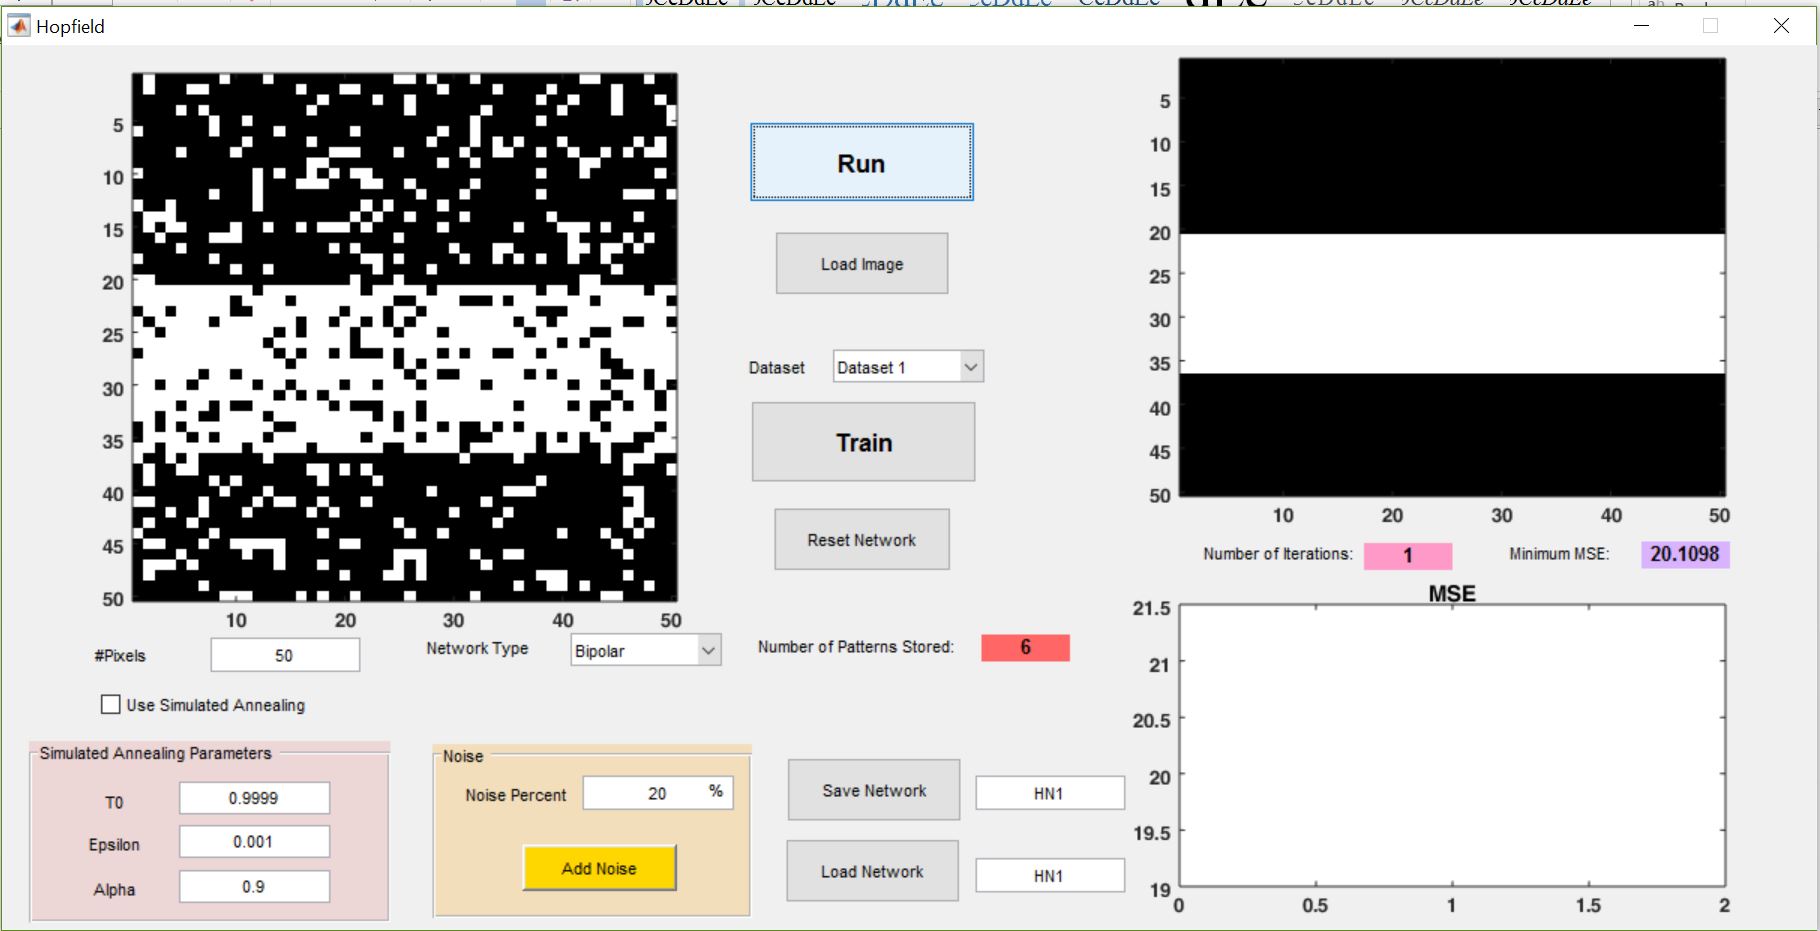 Hopfield
5
10
15
20
25
30
35
40
45
50
10 20 30 40 50
#Pixels 50
Network Type Bipolar
Use Simulated Annealing
Simulated Annealing Parameters
T0 0.9999
Epsilon 0.001
Alpha 0.9
Noise
Noise Percent 20 %
Add Noise
Run
Load Image
Dataset Dataset 1
Train
Reset Network
Number of Patterns Stored: 6
Save Network HN1
Load Network HN1
5
10
15
20
25
30
35
40
45
50
10 20 30 40 50
Number of Iterations: 1 Minimum MSE: 20.1098
MSE
21.5
21
20.5
20
19.5
19
0 0.5 1 1.5 2